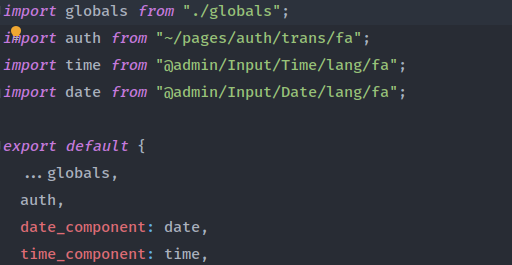 import globals from "./globals";
import auth from "~/pages/auth/trans/fa";
import time from "@admin/Input/Time/lang/fa";
import date from "@admin/Input/Date/lang/fa";
export default {
...globals,
auth,
date_component: date,
time_component: time,